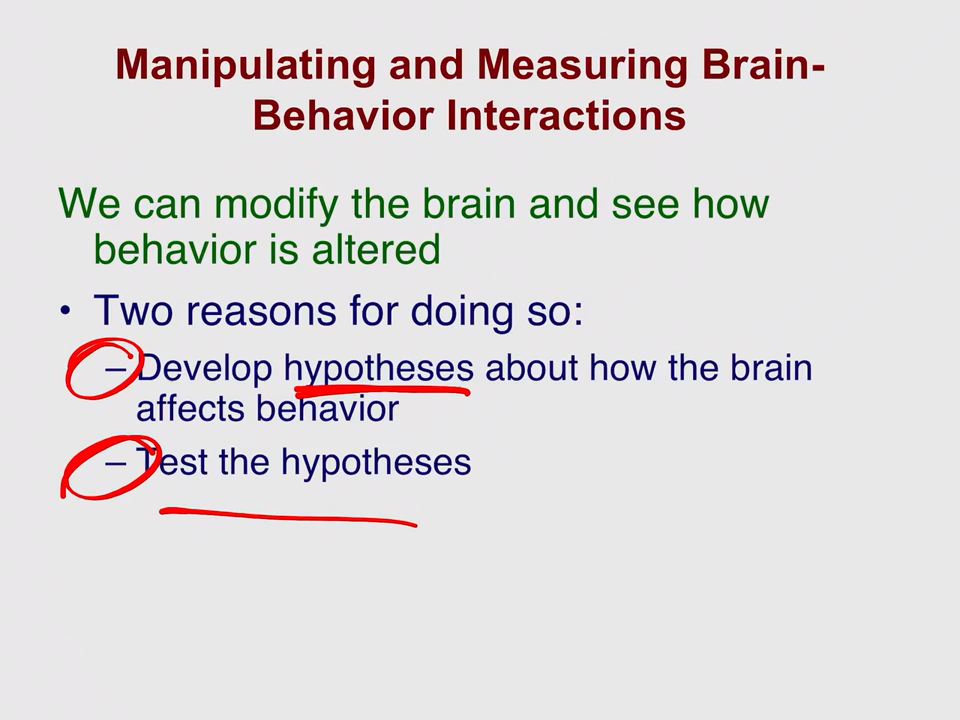 Manipulating and Measuring Brain-
Behavior Interactions
We can modify the brain and see how
behavior is altered
• Two reasons for doing so:
– Develop hypotheses about how the brain
affects behavior
– Test the hypotheses